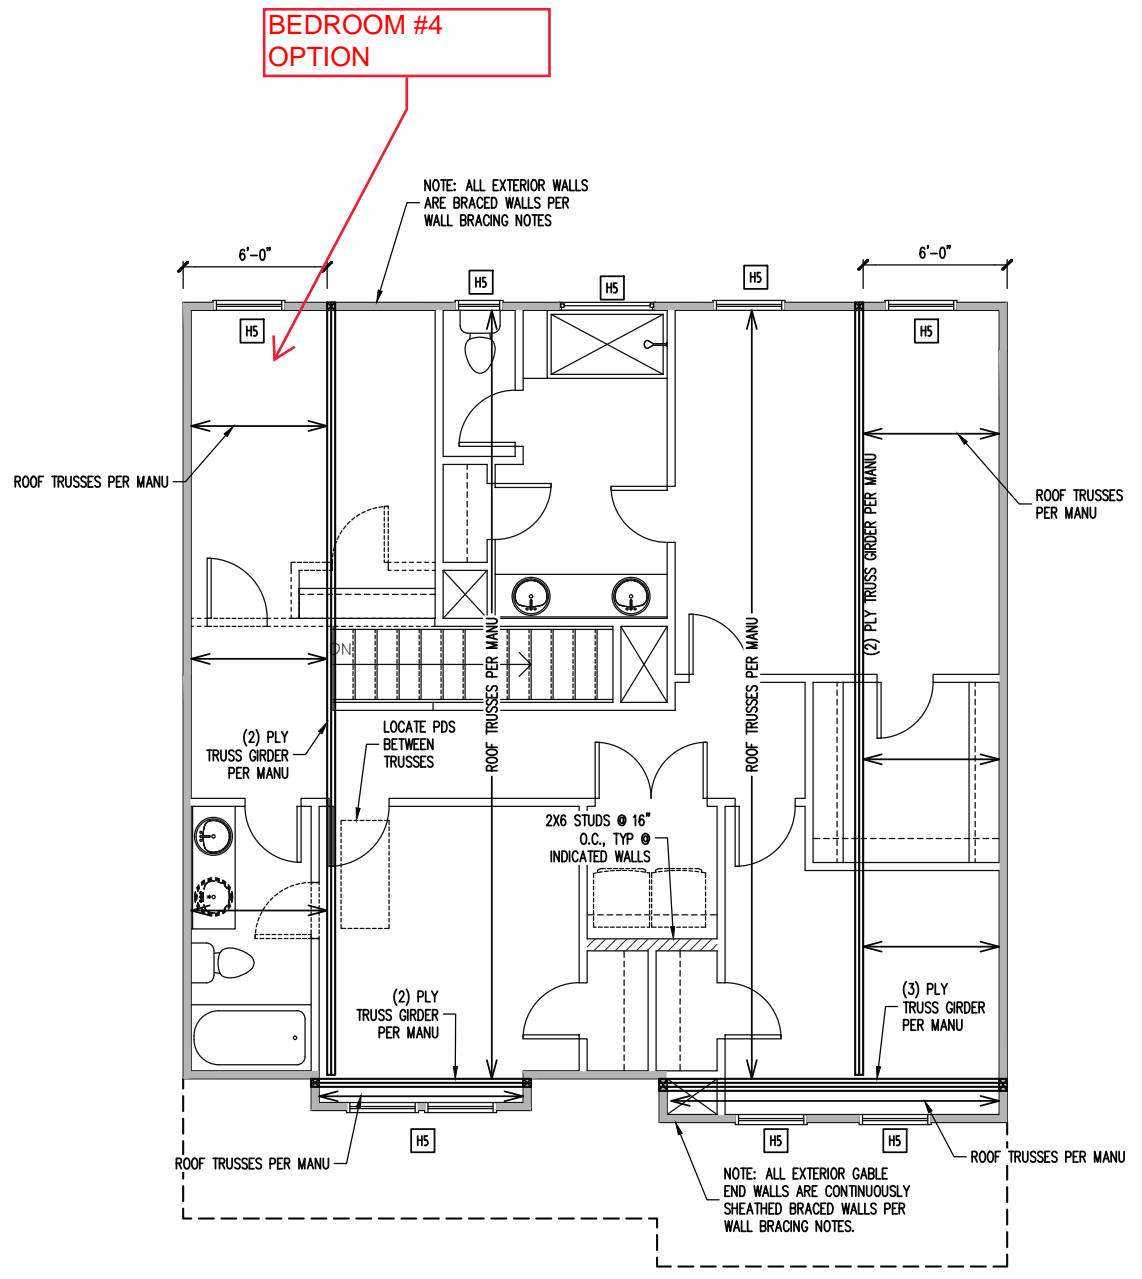 BEDROOM #4
OPTION
NOTE: ALL EXTERIOR WALLS
ARE BRACED WALLS PER
WALL BRACING NOTES
6'-0"
6'-0"
H5
H5
H5
H5
H5
ROOF TRUSSES PER MANU
ROOF TRUSSES
PER MANU
(2) PLY TRUSS GIRDER PER MANU
DN
ROOF TRUSSES PER MANU
ROOF TRUSSES PER MANU
(2) PLY
TRUSS GIRDER
PER MANU
LOCATE PDS
BETWEEN
TRUSSES
2X6 STUDS @ 16"
O.C., TYP @
INDICATED WALLS
(2) PLY
TRUSS GIRDER
PER MANU
(3) PLY
TRUSS GIRDER
PER MANU
H5
H5
H5
ROOF TRUSSES PER MANU
ROOF TRUSSES PER MANU
NOTE: ALL EXTERIOR GABLE
END WALLS ARE CONTINUOUSLY
SHEATHED BRACED WALLS PER
WALL BRACING NOTES.